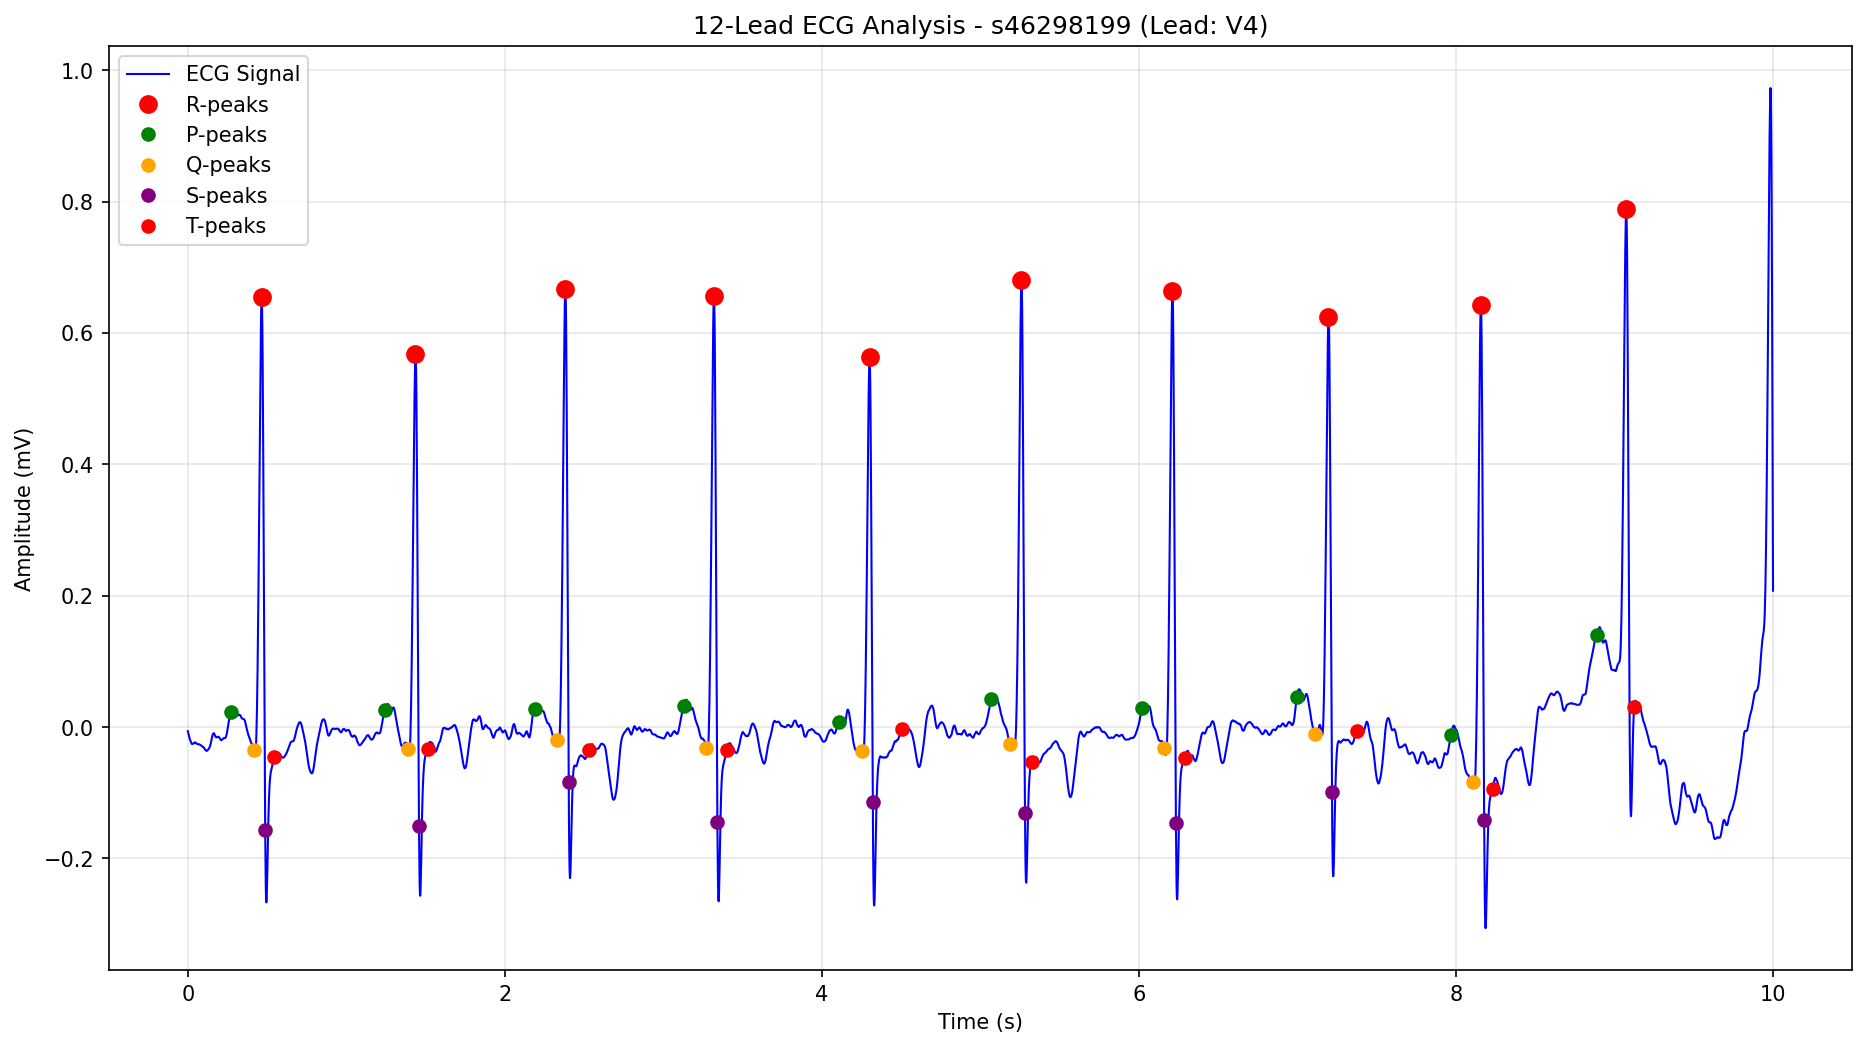 12-Lead ECG Analysis - s46298199 (Lead: V4)
ECG Signal
R-peaks
P-peaks
Q-peaks
S-peaks
T-peaks
Amplitude (mV)
1.0
0.8
0.6
0.4
0.2
0.0
−0.2
0 2 4 6 8 10
Time (s)